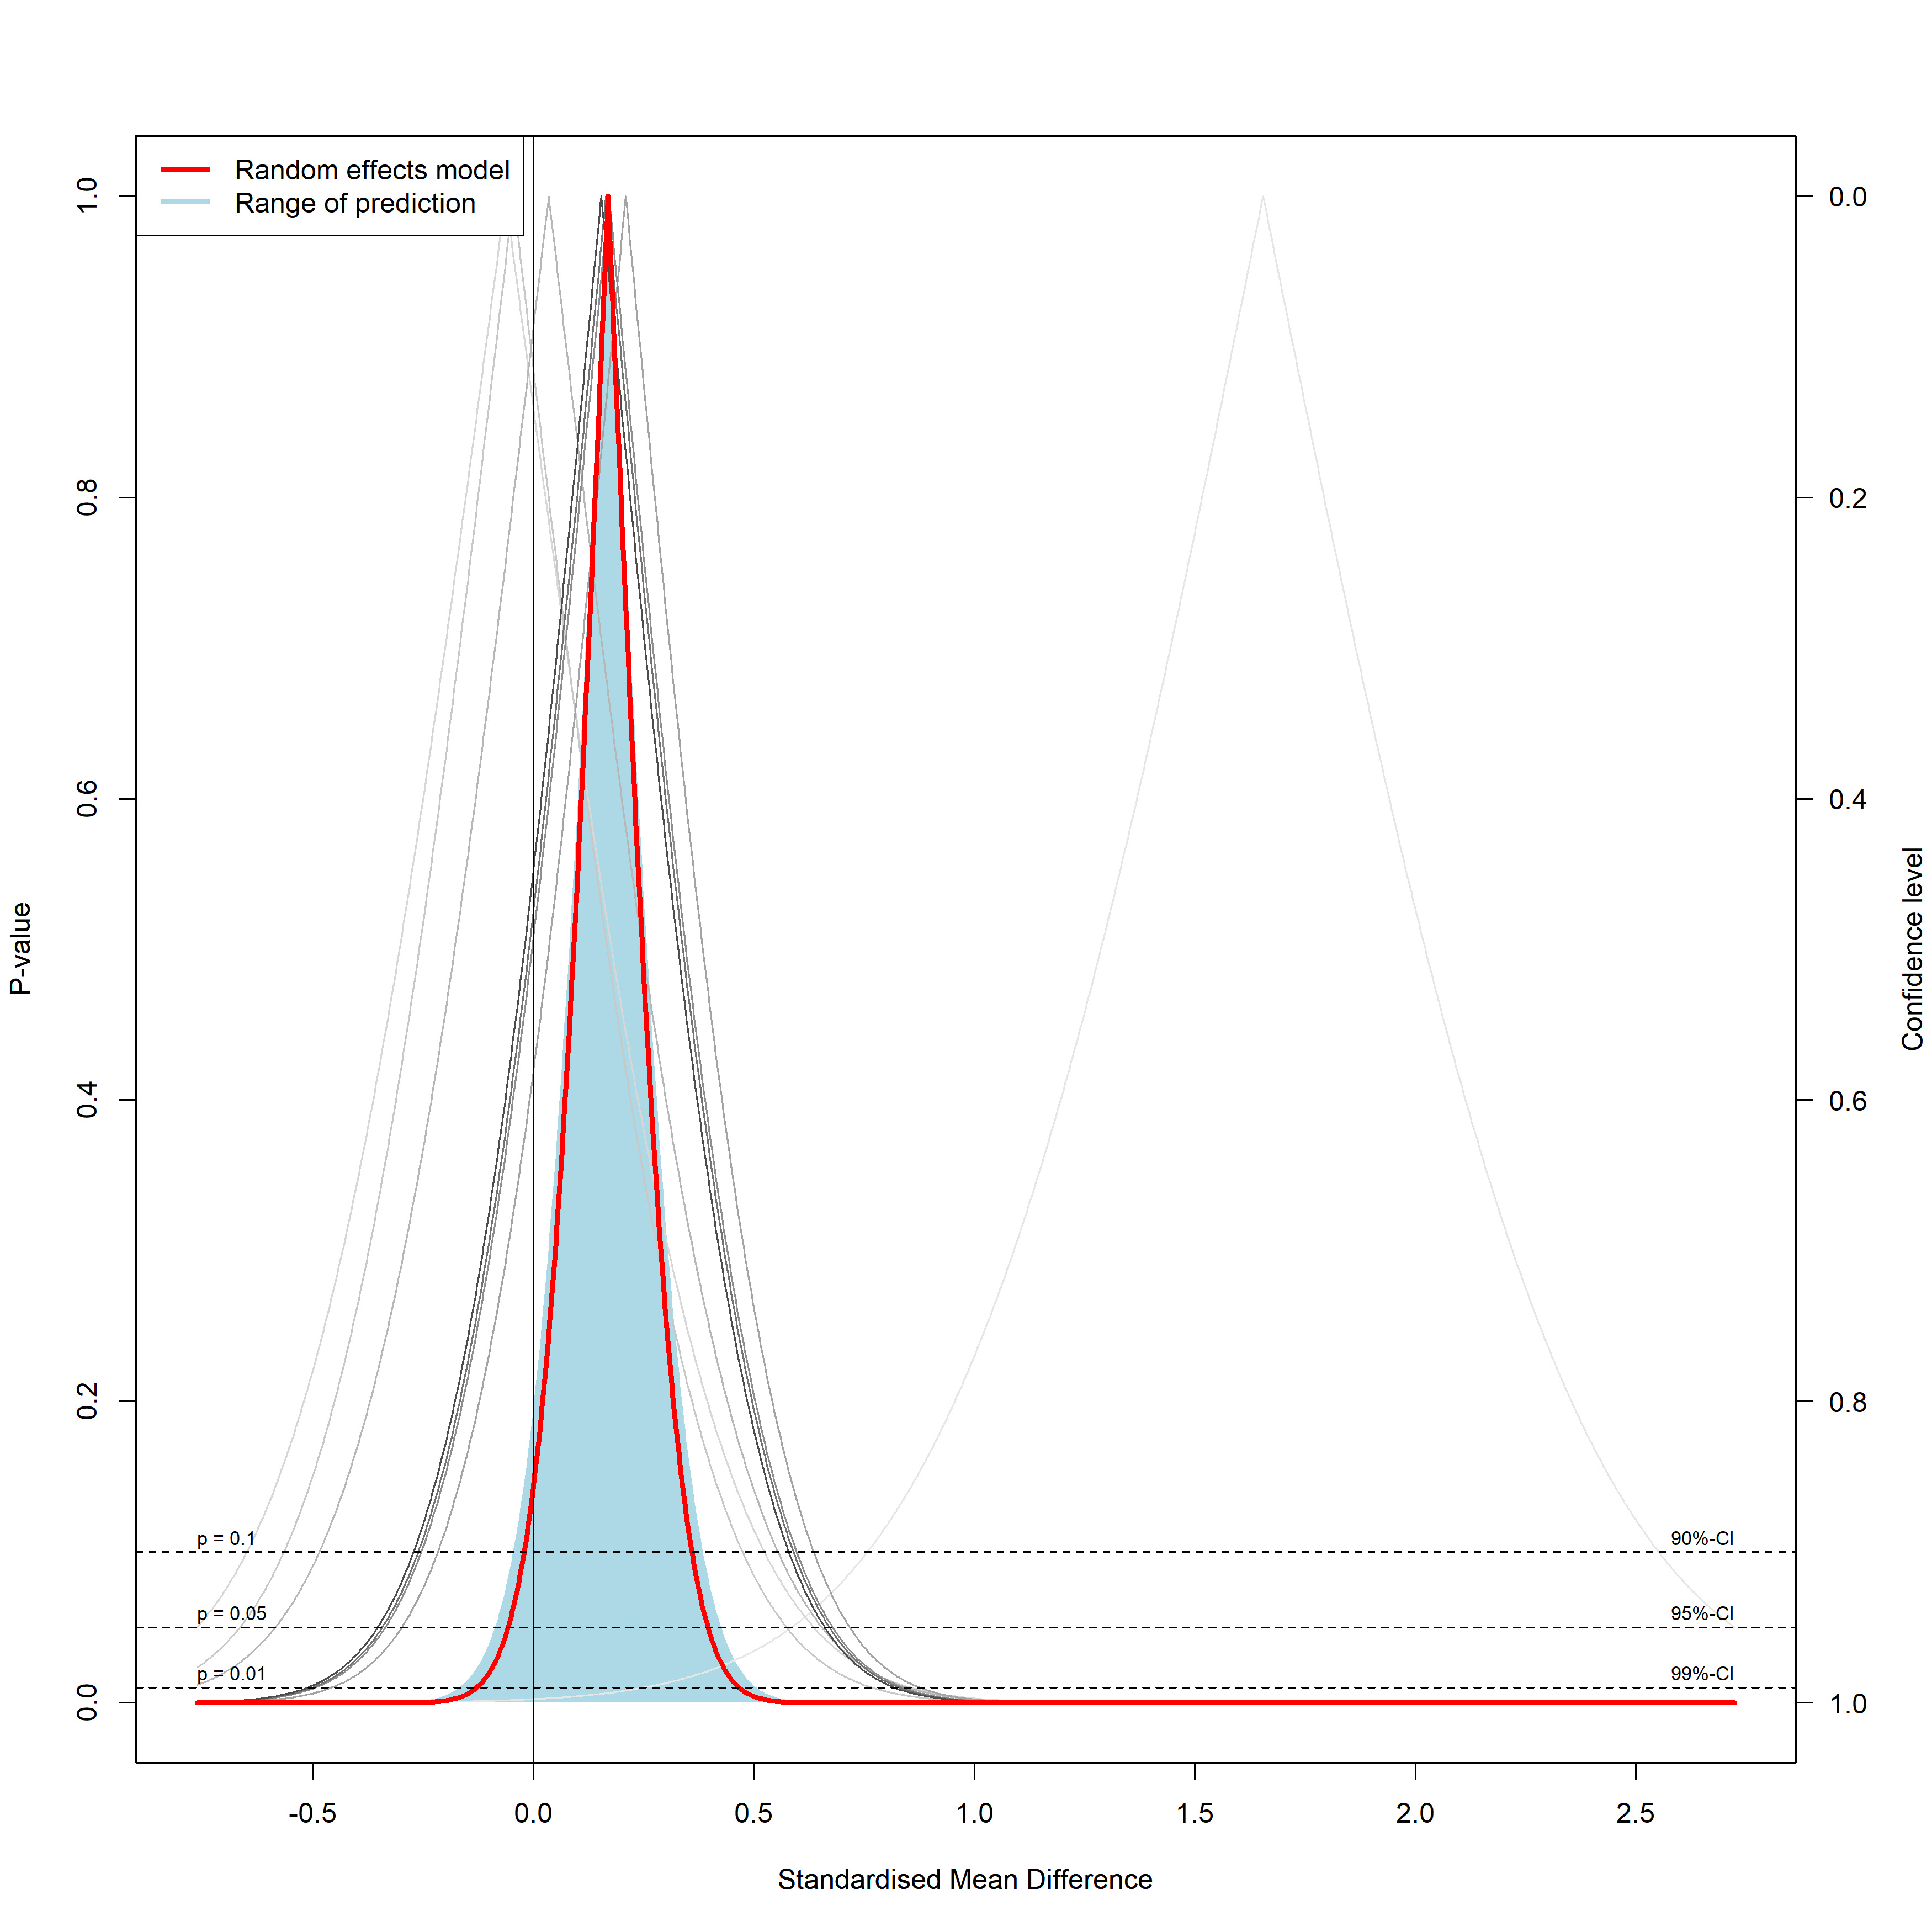 Random effects model
Range of prediction
P-value
1.0
0.8
0.6
0.4
0.2
0.0
0.0
0.2
0.4
0.6
0.8
1.0
Confidence level
p = 0.1
90%-CI
p = 0.05
95%-CI
p = 0.01
99%-CI
-0.5
0.0
0.5
1.0
1.5
2.0
2.5
Standardised Mean Difference